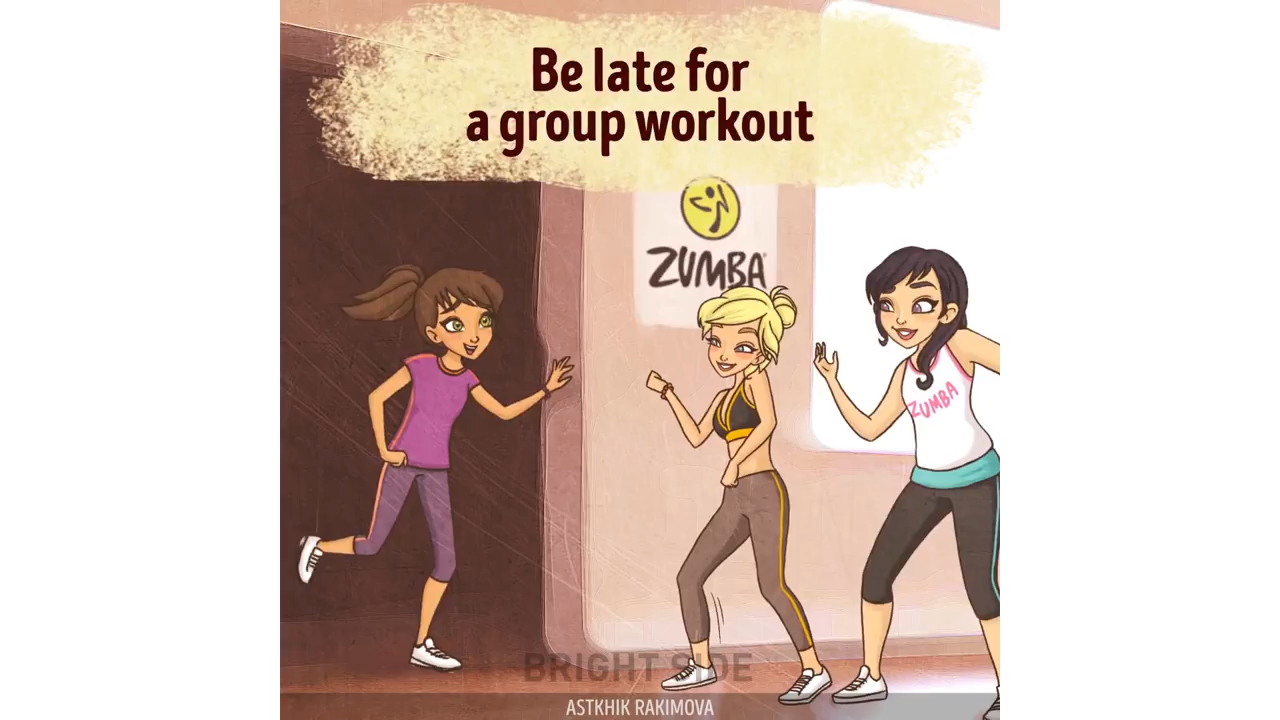 Be late for
a group workout
ZUMBA
ZUMBA
BRIGHT SIDE
ASTKHIK RAKIMOVA